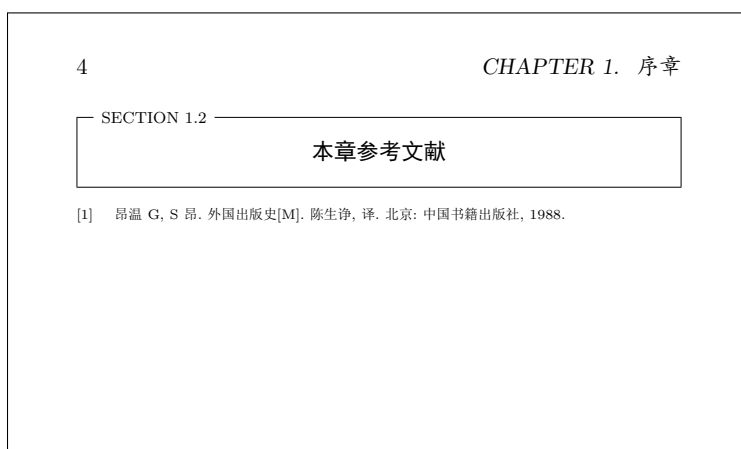 4 CHAPTER 1. 序章
SECTION 1.2
本章参考文献
[1] 昂温 G, S 昂. 外国出版史[M]. 陈生诤, 译. 北京: 中国书籍出版社, 1988.